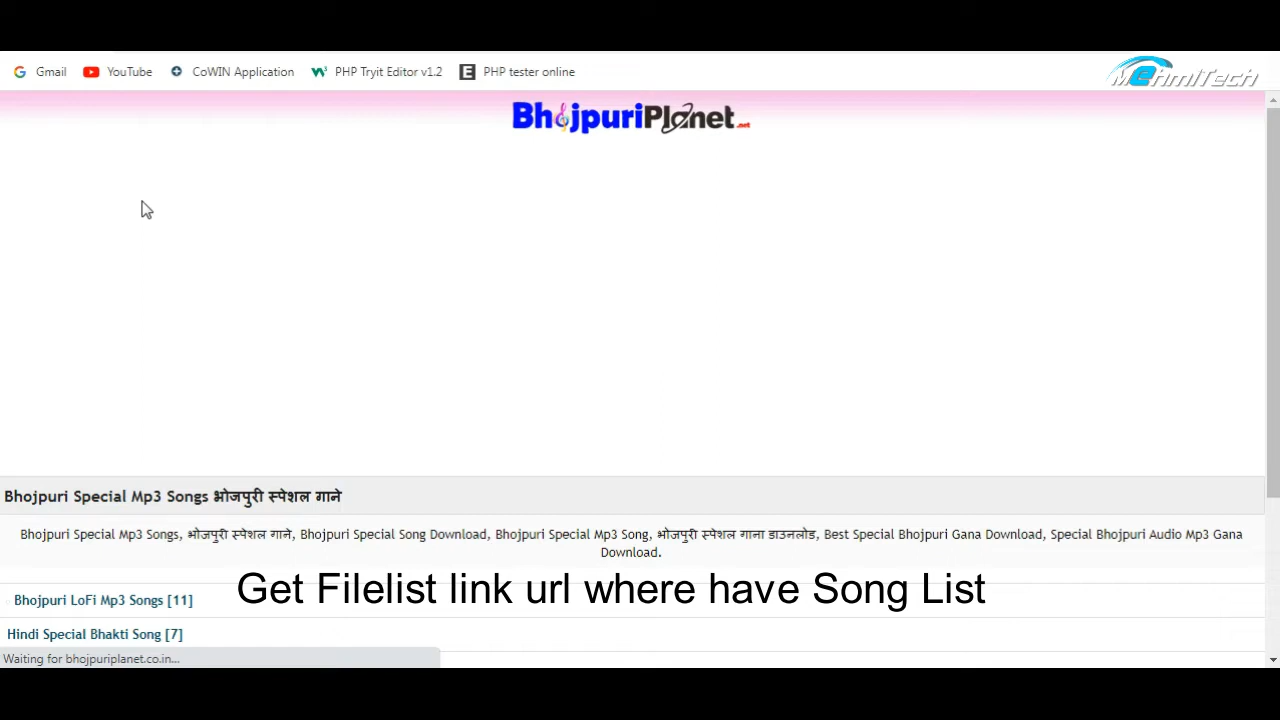 Gmail YouTube CoWIN Application PHP Tryit Editor v1.2 PHP tester online MehmiTech
BhojpuriPlanet.net
Bhojpuri Special Mp3 Songs भोजपुरी स्पेशल गाने
Bhojpuri Special Mp3 Songs, भोजपुरी स्पेशल गाने, Bhojpuri Special Song Download, Bhojpuri Special Mp3 Song, भोजपुरी स्पेशल गाना डाउनलोड, Best Special Bhojpuri Gana Download, Special Bhojpuri Audio Mp3 Gana
Download.
Bhojpuri LoFi Mp3 Songs [11]
Get Filelist link url where have Song List
Hindi Special Bhakti Song [7]
Waiting for bhojpuriplanet.co.in...